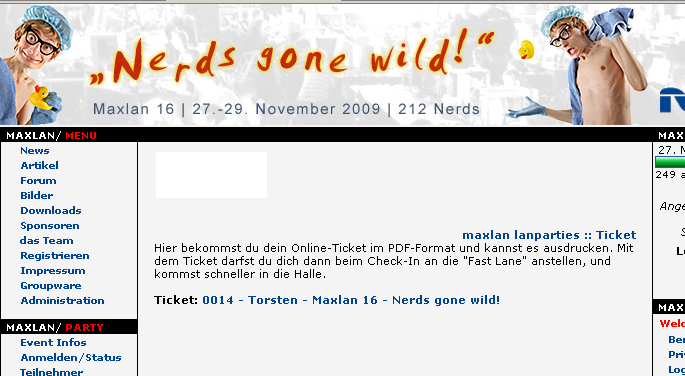 „Nerds gone wild!“
Maxlan 16 | 27.-29. November 2009 | 212 Nerds
MAXLAN/ MENU
News
Artikel
Forum
Bilder
Downloads
Sponsoren
das Team
Registrieren
Impressum
Groupware
Administration
MAXLAN/ PARTY
Event Infos
Anmelden/Status
Teilnehmer
maxlan lanparties :: Ticket
Hier bekommst du dein Online-Ticket im PDF-Format und kannst es ausdrucken. Mit
dem Ticket darfst du dich dann beim Check-In an die "Fast Lane" anstellen, und
kommst schneller in die Halle.
Ticket: 0014 - Torsten - Maxlan 16 - Nerds gone wild!
MAX
27. N
249 a
Ange
S
L
MAX
Welc
Ben
Pri
Log